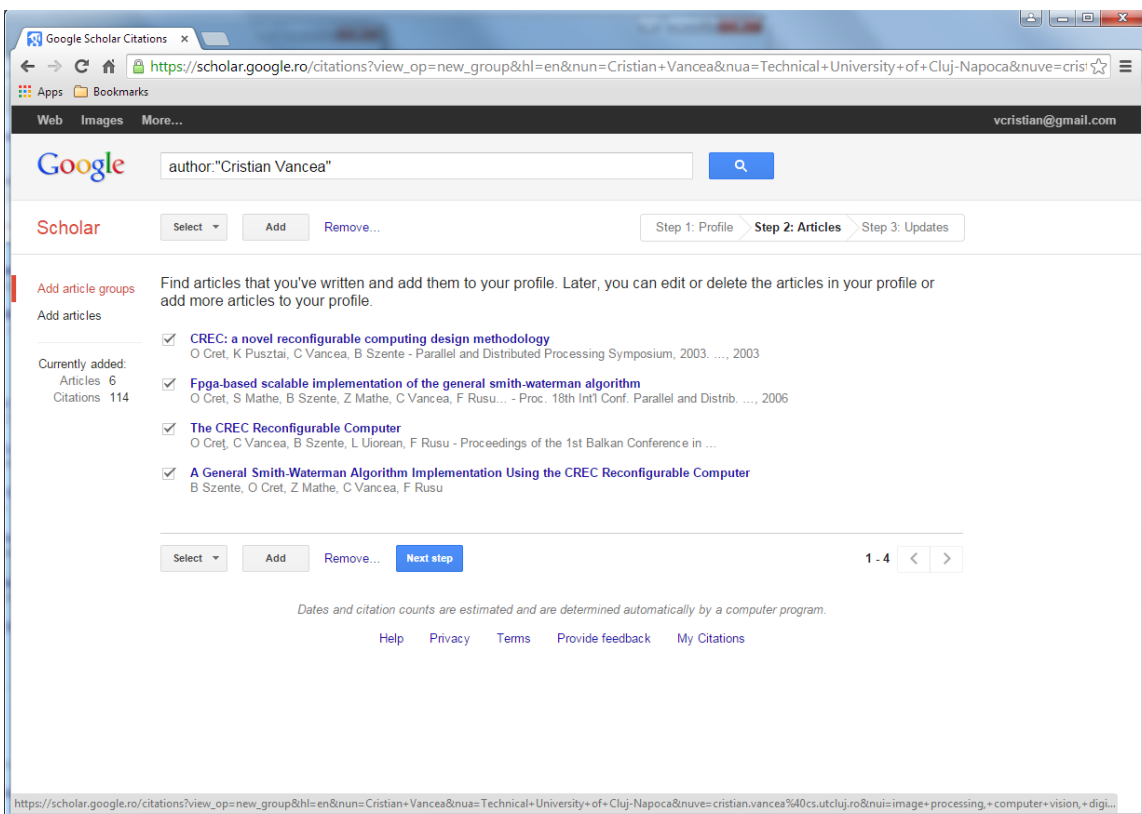 Google Scholar Citations
https://scholar.google.ro/citations?view_op=new_group&hl=en&nun=Cristian+Vancea&nua=Technical+University+of+Cluj-Napoca&nuve=cris
Apps Bookmarks
Web Images More... vcristian@gmail.com
Google author:"Cristian Vancea"
Scholar Select Add Remove... Step 1: Profile Step 2: Articles Step 3: Updates
Add article groups
Add articles
Currently added:
Articles 6
Citations 114
Find articles that you've written and add them to your profile. Later, you can edit or delete the articles in your profile or
add more articles to your profile.
CREC: a novel reconfigurable computing design methodology
O Cret, K Pusztai, C Vancea, B Szente - Parallel and Distributed Processing Symposium, 2003. ..., 2003
Fpga-based scalable implementation of the general smith-waterman algorithm
O Cret, S Mathe, B Szente, Z Mathe, C Vancea, F Rusu... - Proc. 18th Int'l Conf. Parallel and Distrib. ..., 2006
The CREC Reconfigurable Computer
O Creţ, C Vancea, B Szente, L Uiorean, F Rusu - Proceedings of the 1st Balkan Conference in ...
A General Smith-Waterman Algorithm Implementation Using the CREC Reconfigurable Computer
B Szente, O Cret, Z Mathe, C Vancea, F Rusu
Select Add Remove... Next step 1 - 4
Dates and citation counts are estimated and are determined automatically by a computer program.
Help Privacy Terms Provide feedback My Citations
https://scholar.google.ro/citations?view_op=new_group&hl=en&nun=Cristian+Vancea&nua=Technical+University+of+Cluj-Napoca&nuve=cristian.vancea%40cs.utcluj.ro&nui=image+processing,+computer+vision,+digi...